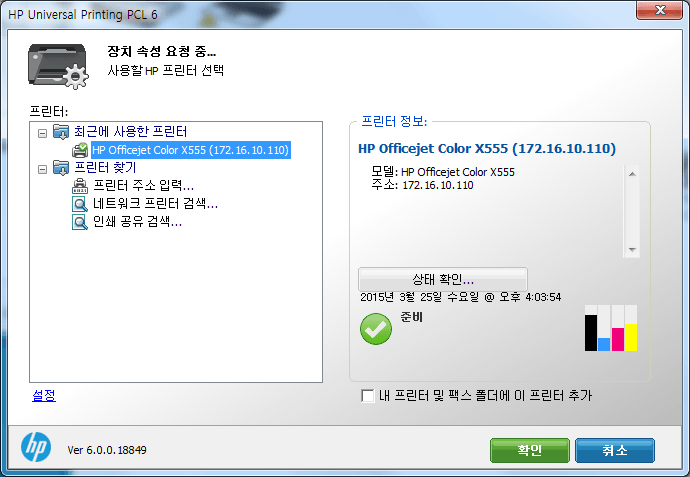 HP Universal Printing PCL 6
장치 속성 요청 중...
사용할 HP 프린터 선택
프린터:
최근에 사용한 프린터
HP Officejet Color X555 (172.16.10.110)
프린터 찾기
프린터 주소 입력...
네트워크 프린터 검색...
인쇄 공유 검색...
설정
프린터 정보:
HP Officejet Color X555 (172.16.10.110)
모델: HP Officejet Color X555
주소: 172.16.10.110
상태 확인...
2015년 3월 25일 수요일 @ 오후 4:03:54
준비
내 프린터 및 팩스 폴더에 이 프린터 추가
hp
Ver 6.0.0.18849
확인
취소